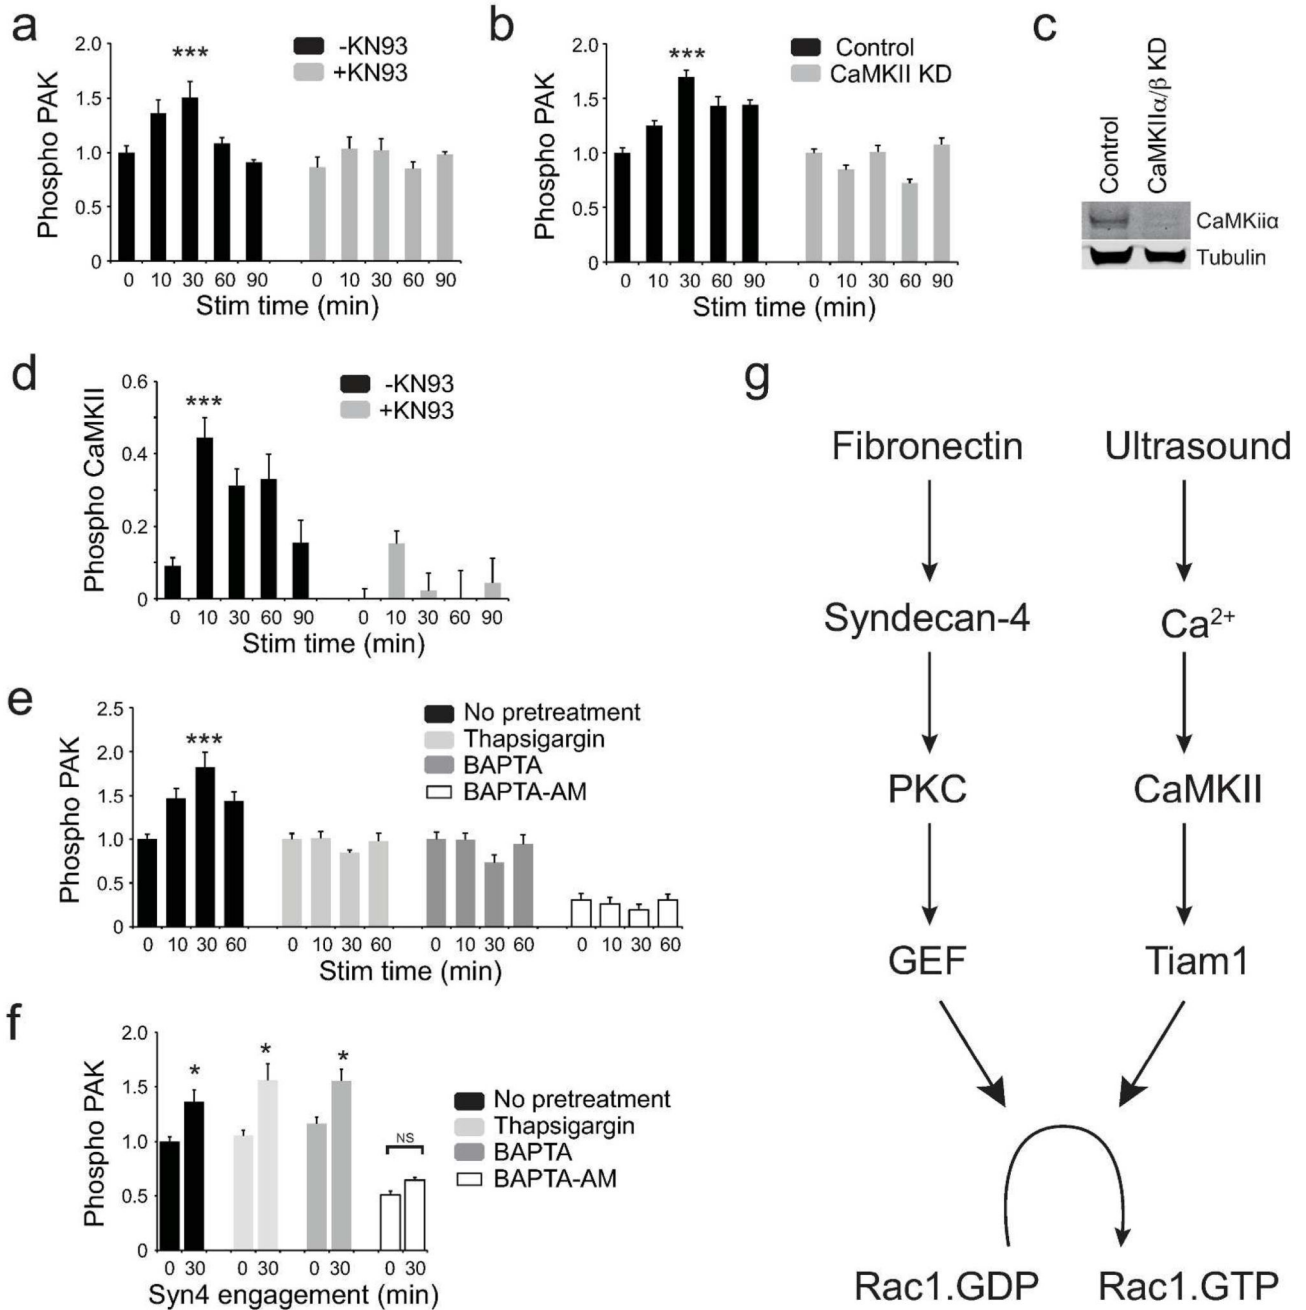 a
2.0
1.5
1.0
0.5
0
Phospho PAK
***
-KN93
+KN93
0 10 30 60 90 0 10 30 60 90
Stim time (min)
b
2.0
1.5
1.0
0.5
0
Phospho PAK
***
Control
CaMKII KD
0 10 30 60 90 0 10 30 60 90
Stim time (min)
c
Control
CaMKIIα/β KD
CaMKiiα
Tubulin
d
0.6
0.4
0.2
0
Phospho CaMKII
***
-KN93
+KN93
0 10 30 60 90 0 10 30 60 90
Stim time (min)
e
2.5
2.0
1.5
1.0
0.5
0
Phospho PAK
***
No pretreatment
Thapsigargin
BAPTA
BAPTA-AM
0 10 30 60 0 10 30 60 0 10 30 60 0 10 30 60
Stim time (min)
f
2.0
1.5
1.0
0.5
0
Phospho PAK
* * *
NS
No pretreatment
Thapsigargin
BAPTA
BAPTA-AM
0 30 0 30 0 30 0 30
Syn4 engagement (min)
g
Fibronectin Ultrasound
Syndecan-4 Ca²⁺
PKC CaMKII
GEF Tiam1
Rac1.GDP Rac1.GTP